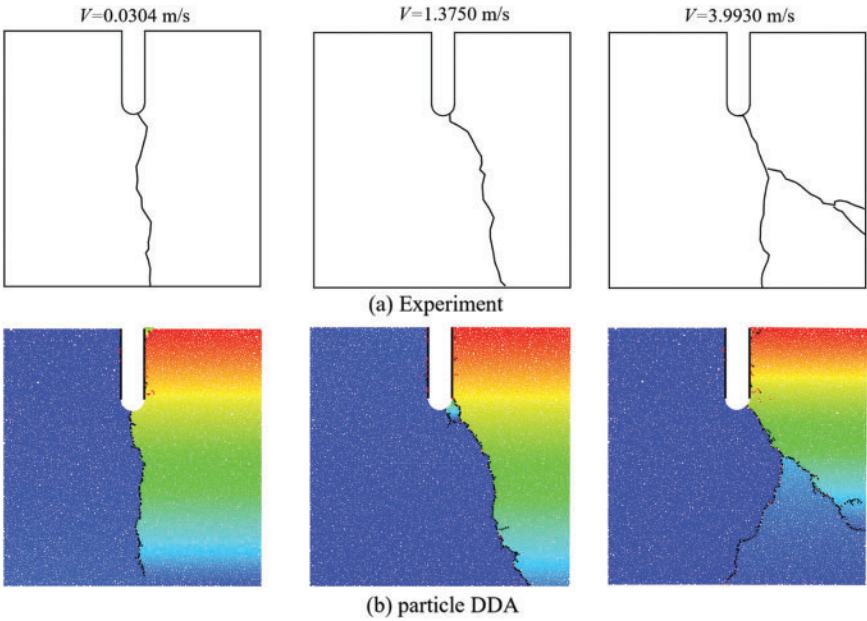 V=0.0304 m/s
V=1.3750 m/s
V=3.9930 m/s
(a) Experiment
(b) particle DDA